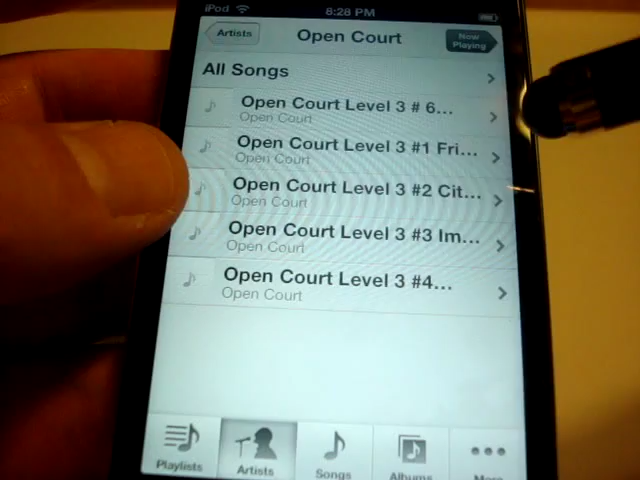 iPod 8:28 PM
Artists Open Court Now Playing
All Songs
Open Court Level 3 # 6...
Open Court
Open Court Level 3 #1 Fri...
Open Court
Open Court Level 3 #2 Cit...
Open Court
Open Court Level 3 #3 Im...
Open Court
Open Court Level 3 #4...
Open Court
Playlists Artists Songs Albums More